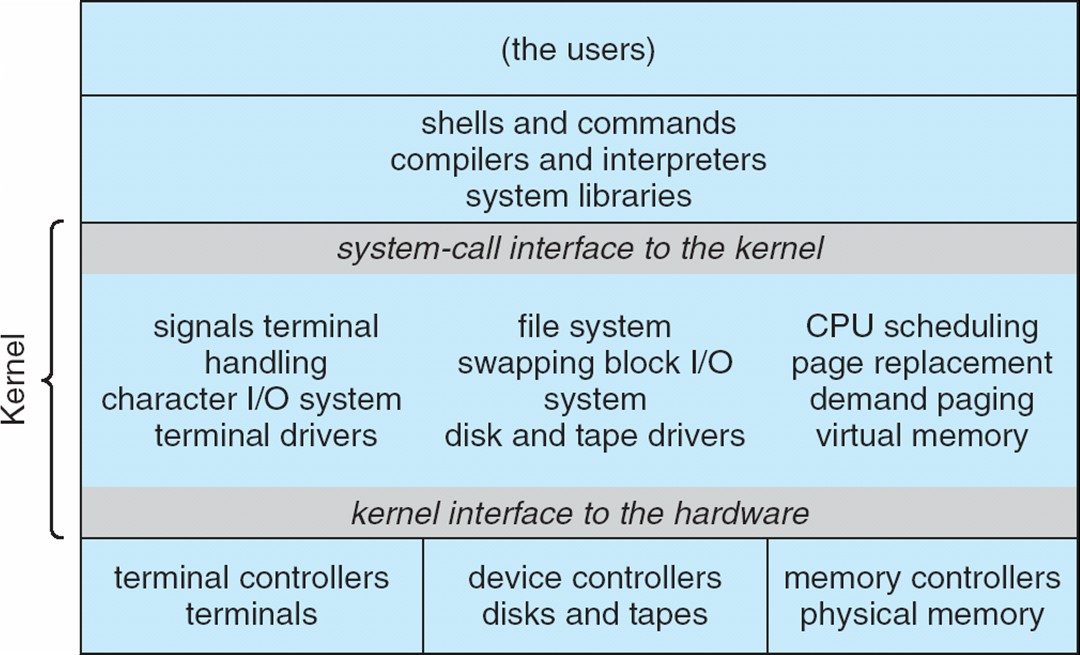 (the users)
shells and commands
compilers and interpreters
system libraries
Kernel
system-call interface to the kernel
signals terminal
handling
character I/O system
terminal drivers
file system
swapping block I/O
system
disk and tape drivers
CPU scheduling
page replacement
demand paging
virtual memory
kernel interface to the hardware
terminal controllers
terminals
device controllers
disks and tapes
memory controllers
physical memory